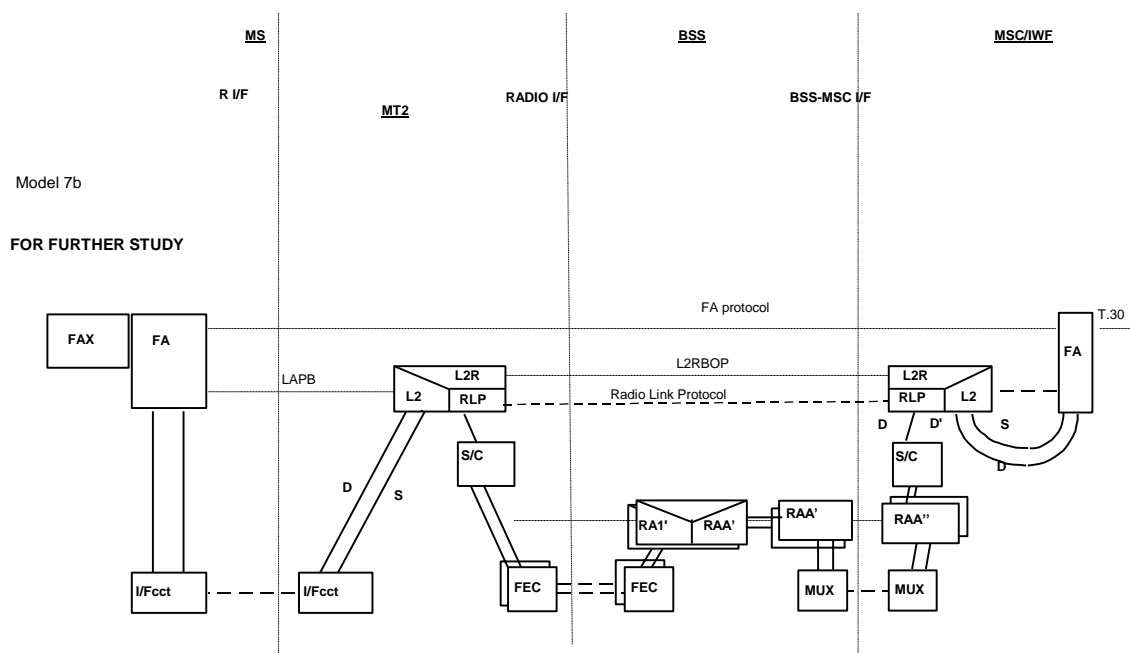 MS BSS MSC/IWF
R I/F RADIO I/F BSS-MSC I/F
MT2
Model 7b
FOR FURTHER STUDY
FA protocol T.30
FAX FA FA
LAPB L2R L2RBOP L2R
L2 RLP Radio Link Protocol RLP L2
D D' S
S/C S/C
D S D
RA1' RAA' RAA' RAA''
I/Fcct I/Fcct FEC FEC MUX MUX